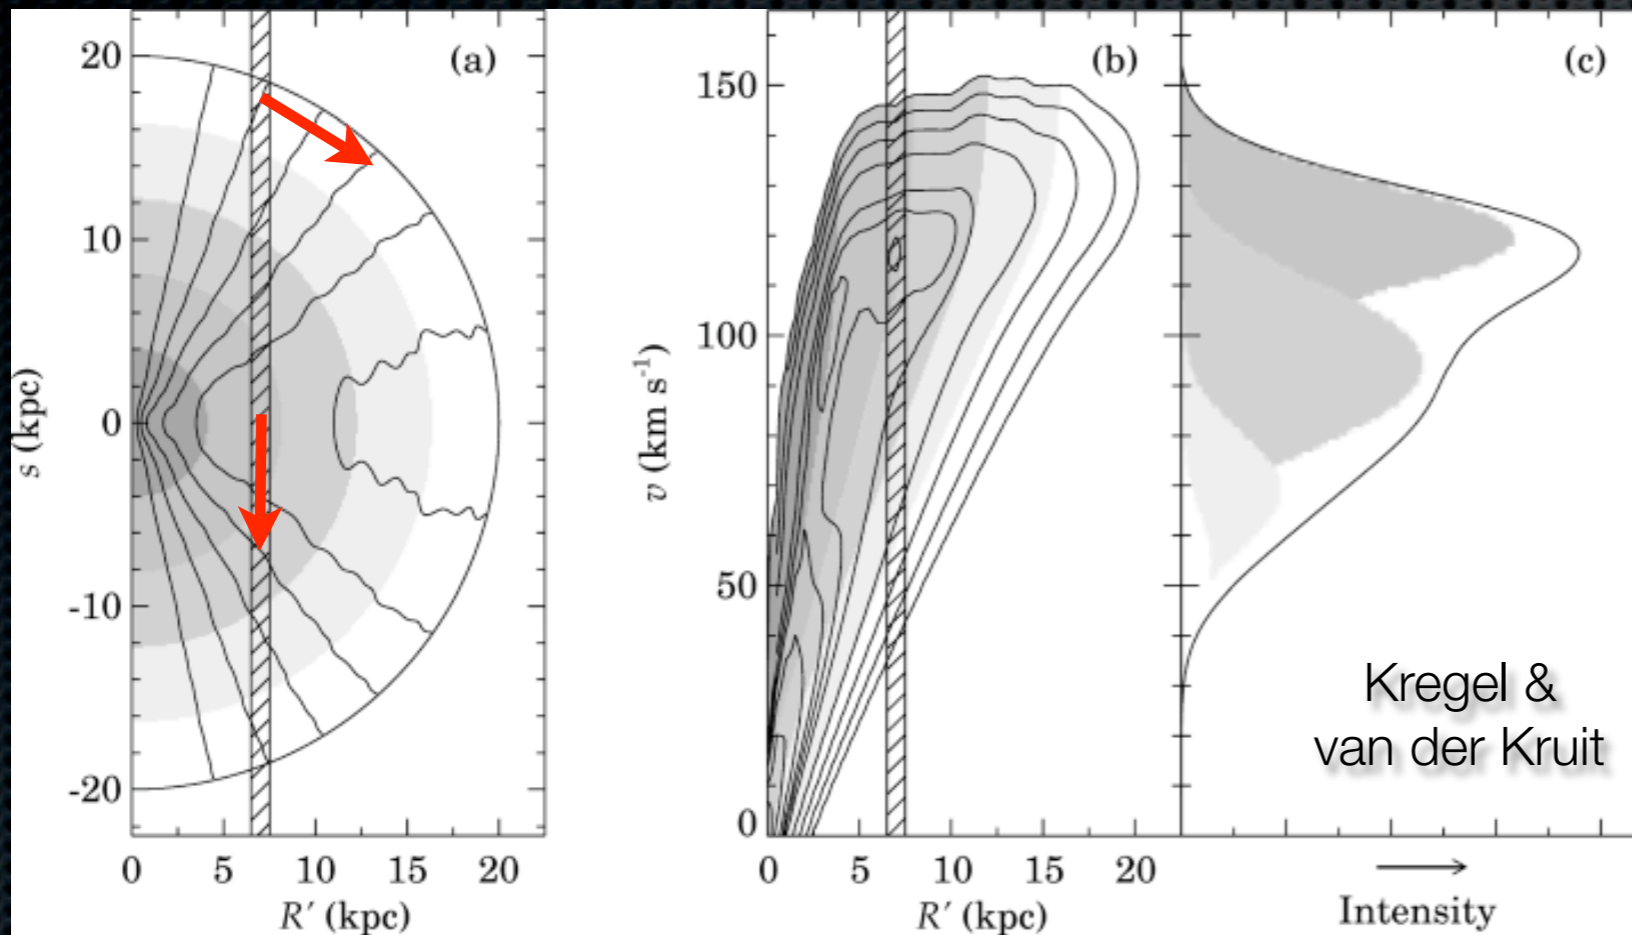 (a)
20
10
0
-10
-20
s (kpc)
0 5 10 15 20
R′ (kpc)
(b)
150
100
50
0
v (km s⁻¹)
0 5 10 15 20
R′ (kpc)
(c)
Kregel &
van der Kruit
Intensity